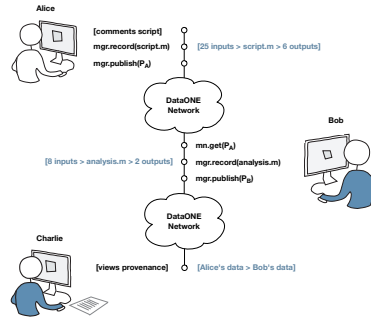 Alice
[comments script]
mgr.record(script.m)
[25 inputs > script.m > 6 outputs]
mgr.publish(PA)
DataONE
Network
Bob
mn.get(PA)
[8 inputs > analysis.m > 2 outputs]
mgr.record(analysis.m)
mgr.publish(PB)
DataONE
Network
Charlie
[views provenance]
[Alice's data > Bob's data]